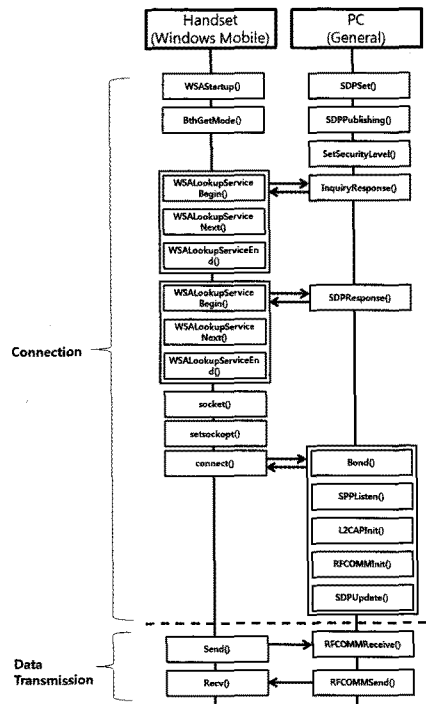 Handset
(Windows Mobile)
PC
(General)
WSAStartup()
SDPSet()
BthGetMode()
SDPPublishing()
SetSecurityLevel()
WSALookupService
Begin()
InquiryResponse()
WSALookupService
Next()
WSALookupServiceEn
d()
WSALookupService
Begin()
SDPResponse()
WSALookupService
Next()
WSALookupServiceEn
d()
Connection
socket()
setsockopt()
connect()
Bond()
SPPListen()
L2CAPInit()
RFCOMMInit()
SDPUpdate()
Send()
RFCOMMReceive()
Data
Transmission
Recv()
RFCOMMSend()